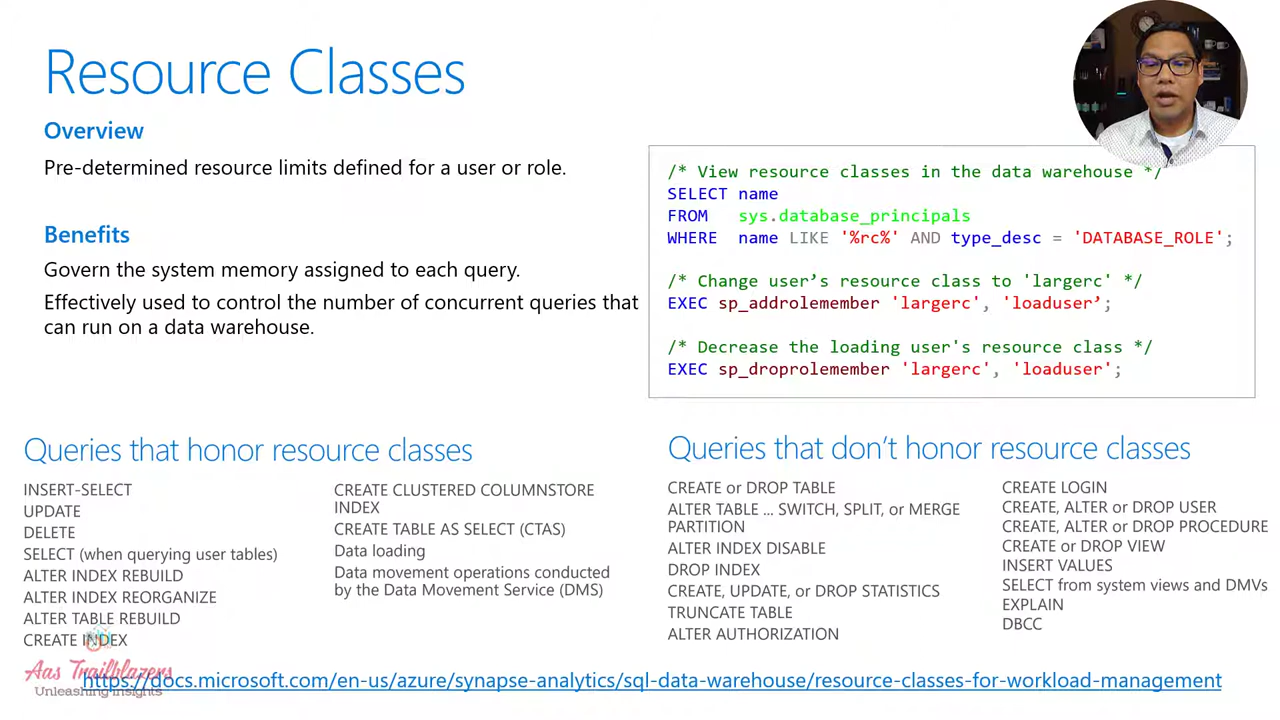 Resource Classes
Overview
Pre-determined resource limits defined for a user or role.
Benefits
Govern the system memory assigned to each query.
Effectively used to control the number of concurrent queries that
can run on a data warehouse.
/* View resource classes in the data warehouse */
SELECT name
FROM sys.database_principals
WHERE name LIKE '%rc%' AND type_desc = 'DATABASE_ROLE';
/* Change user’s resource class to 'largerc' */
EXEC sp_addrolemember 'largerc', 'loaduser’;
/* Decrease the loading user's resource class */
EXEC sp_droprolemember 'largerc', 'loaduser';
Queries that honor resource classes
INSERT-SELECT
UPDATE
DELETE
SELECT (when querying user tables)
ALTER INDEX REBUILD
ALTER INDEX REORGANIZE
ALTER TABLE REBUILD
CREATE INDEX
CREATE CLUSTERED COLUMNSTORE
INDEX
CREATE TABLE AS SELECT (CTAS)
Data loading
Data movement operations conducted
by the Data Movement Service (DMS)
Queries that don’t honor resource classes
CREATE or DROP TABLE
ALTER TABLE ... SWITCH, SPLIT, or MERGE
PARTITION
ALTER INDEX DISABLE
DROP INDEX
CREATE, UPDATE, or DROP STATISTICS
TRUNCATE TABLE
ALTER AUTHORIZATION
CREATE LOGIN
CREATE, ALTER or DROP USER
CREATE, ALTER or DROP PROCEDURE
CREATE or DROP VIEW
INSERT VALUES
SELECT from system views and DMVs
EXPLAIN
DBCC
Aas Trailblazers
Unleashing Insights
https://docs.microsoft.com/en-us/azure/synapse-analytics/sql-data-warehouse/resource-classes-for-workload-management